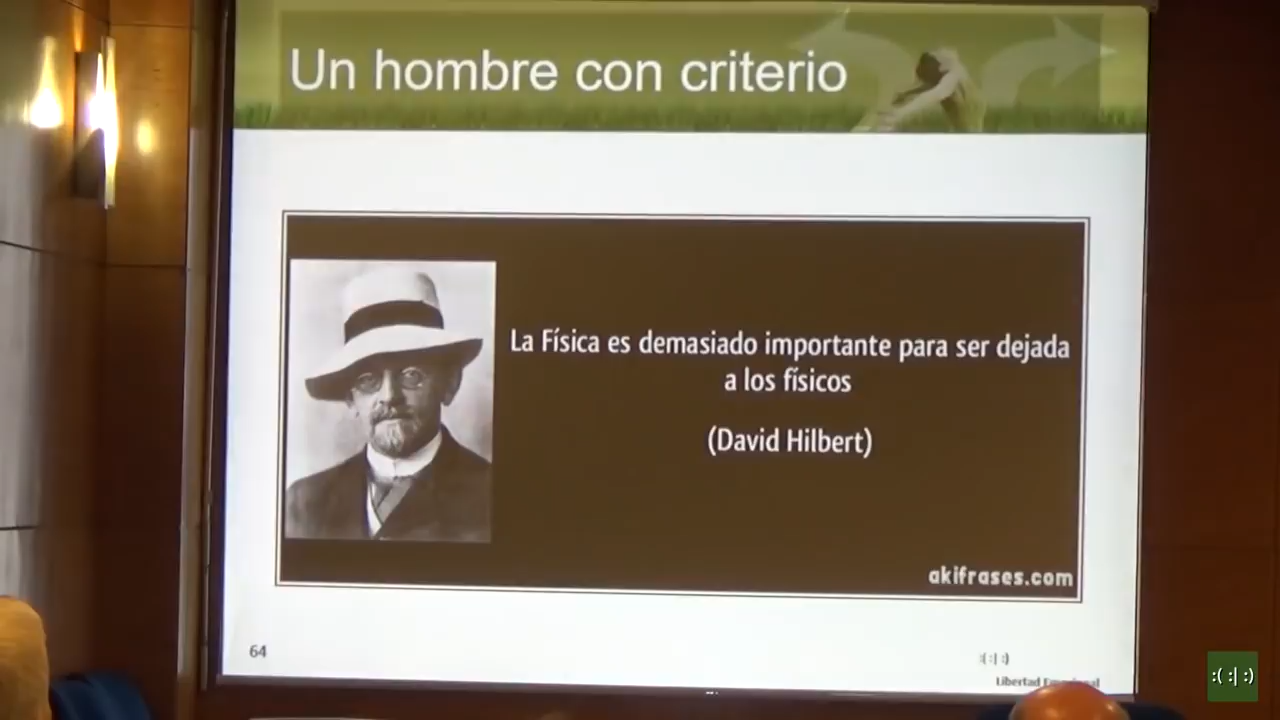 Un hombre con criterio
La Física es demasiado importante para ser dejada
a los físicos
(David Hilbert)
akifrases.com
64
:(:|:)
Libertad
:( :| :)